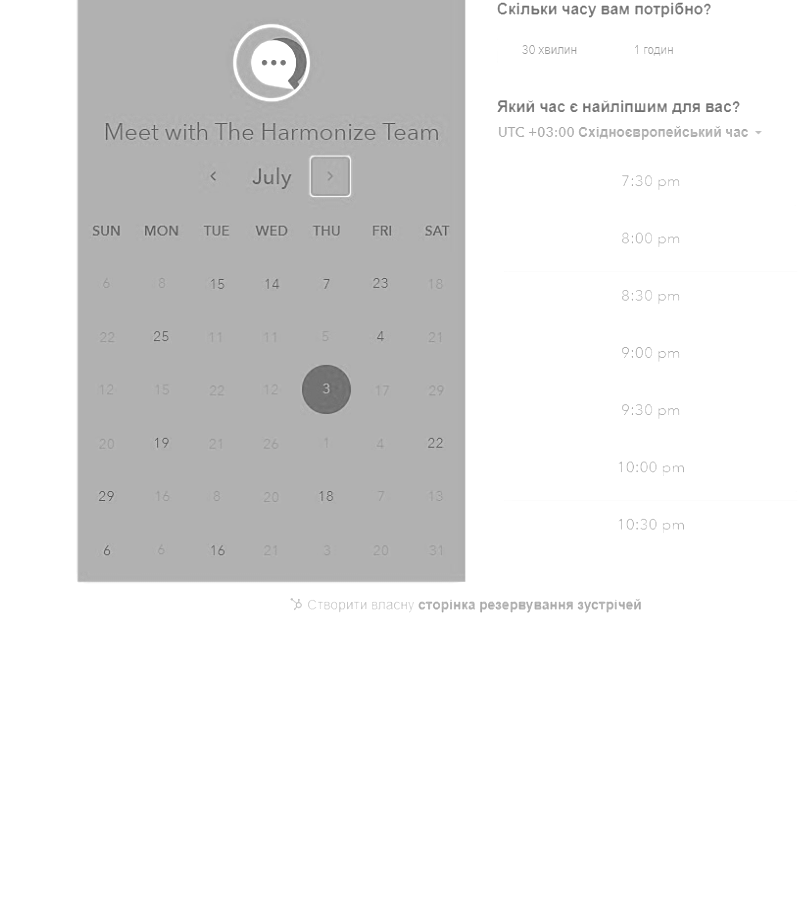 Meet with The Harmonize Team
July
SUN MON TUE WED THU FRI SAT
6 8 15 14 7 23 18
22 25 11 11 5 4 21
12 15 22 12 3 17 29
20 19 21 26 1 4 22
29 16 8 20 18 7 13
6 6 16 21 3 20 31
Скільки часу вам потрібно?
30 хвилин 1 годин
Який час є найліпшим для вас?
UTC +03:00 Східноєвропейський час
7:30 pm
8:00 pm
8:30 pm
9:00 pm
9:30 pm
10:00 pm
10:30 pm
Створити власну сторінка резервування зустрічей